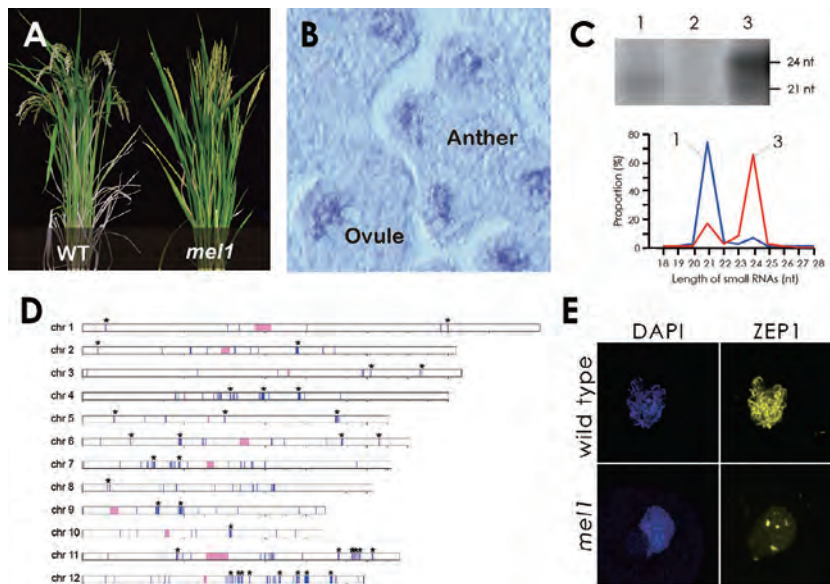 A
WT
mel1
B
Anther
Ovule
C
1 2 3
24 nt
21 nt
1
3
Proportion (%)
80
60
40
20
0
18 19 20 21 22 23 24 25 26 27 28
Length of small RNAs (nt)
D
chr 1
chr 2
chr 3
chr 4
chr 5
chr 6
chr 7
chr 8
chr 9
chr 10
chr 11
chr 12
E
DAPI ZEP1
wild type
mel1